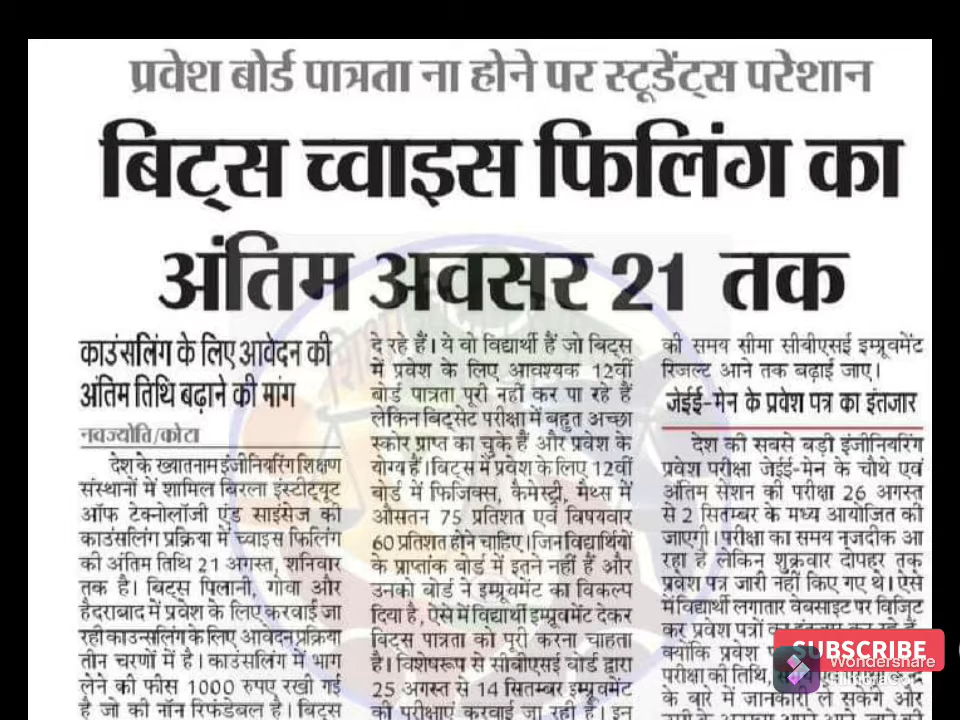 प्रवेश बोर्ड पात्रता ना होने पर स्टूडेंट्स परेशान
बिट्स च्वाइस फिलिंग का
अंतिम अवसर 21 तक
काउंसलिंग के लिए आवेदन की
अंतिम तिथि बढ़ाने की मांग
नवज्योति/कोटा
देश के ख्यातनाम इंजीनियरिंग शिक्षण
संस्थानों में शामिल बिरला इंस्टीट्यूट
ऑफ टेक्नोलॉजी एंड साइंसेज की
काउंसलिंग प्रक्रिया में च्वाइस फिलिंग
की अंतिम तिथि 21 अगस्त, शनिवार
तक है। बिट्स पिलानी, गोवा और
हैदराबाद में प्रवेश के लिए करवाई जा
रही काउन्सलिंग के लिए आवेदन प्रक्रिया
तीन चरणों में है। काउंसलिंग में भाग
लेने की फीस 1000 रुपए रखी गई
है जो की नॉन रिफंडेबल है। बिट्स
दे रहे हैं। ये वो विद्यार्थी हैं जो बिट्स
में प्रवेश के लिए आवश्यक 12वीं
बोर्ड पात्रता पूरी नहीं कर पा रहे हैं
लेकिन बिट्सेट परीक्षा में बहुत अच्छा
स्कोर प्राप्त का चुके हैं और प्रवेश के
योग्य हैं। बिट्स में प्रवेश के लिए 12वीं
बोर्ड में फिजिक्स, कैमेस्ट्री, मैथ्स में
औसतन 75 प्रतिशत एवं विषयवार
60 प्रतिशत होने चाहिए। जिन विद्यार्थियों
के प्राप्तांक बोर्ड में इतने नहीं हैं और
उनको बोर्ड ने इम्प्रूवमेंट का विकल्प
दिया है, ऐसे में विद्यार्थी इम्प्रूवमेंट देकर
बिट्स पात्रता को पूरी करना चाहता
है। विशेषरूप से सीबीएसई बोर्ड द्वारा
25 अगस्त से 14 सितम्बर इम्प्रूवमेंट
की परीक्षाएं करवाई जा रही हैं। इन
की समय सीमा सीबीएसई इम्प्रूवमेंट
रिजल्ट आने तक बढ़ाई जाए।
जेईई-मेन के प्रवेश पत्र का इंतजार
देश की सबसे बड़ी इंजीनियरिंग
प्रवेश परीक्षा जेईई-मेन के चौथे एवं
अंतिम सेशन की परीक्षा 26 अगस्त
से 2 सितम्बर के मध्य आयोजित की
जाएगी। परीक्षा का समय नजदीक आ
रहा है लेकिन शुक्रवार दोपहर तक
प्रवेश पत्र जारी नहीं किए गए थे। ऐसे
में विद्यार्थी लगातार वेबसाइट पर विजिट
कर प्रवेश पत्रों का इंतजार कर रहे हैं
क्योंकि प्रवेश
परीक्षा की तिथि,
के बारे में जानकारी ले सकेंगे और
SUBSCRIBE
Wondershare